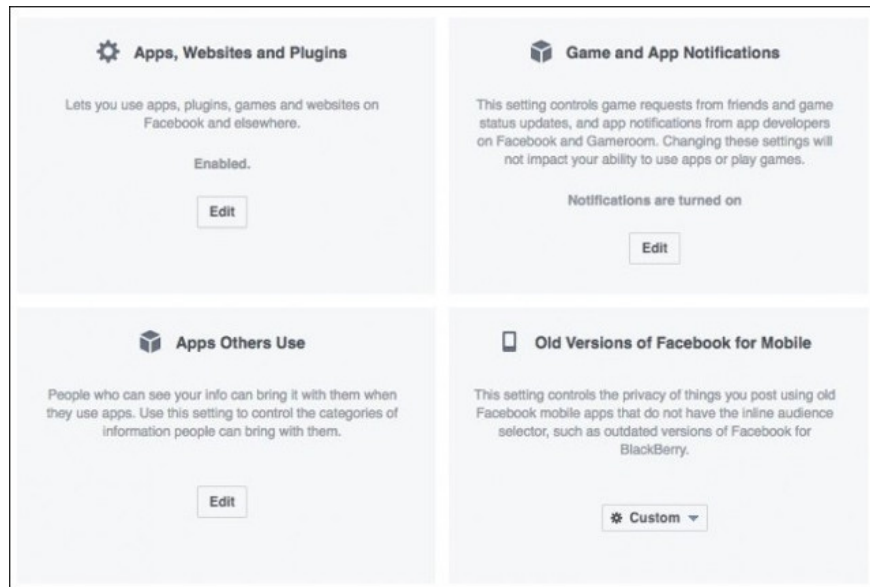 Apps, Websites and Plugins
Lets you use apps, plugins, games and websites on
Facebook and elsewhere.
Enabled.
Edit
Game and App Notifications
This setting controls game requests from friends and game
status updates, and app notifications from app developers
on Facebook and Gameroom. Changing these settings will
not impact your ability to use apps or play games.
Notifications are turned on
Edit
Apps Others Use
People who can see your info can bring it with them when
they use apps. Use this setting to control the categories of
information people can bring with them.
Edit
Old Versions of Facebook for Mobile
This setting controls the privacy of things you post using old
Facebook mobile apps that do not have the inline audience
selector, such as outdated versions of Facebook for
BlackBerry.
Custom